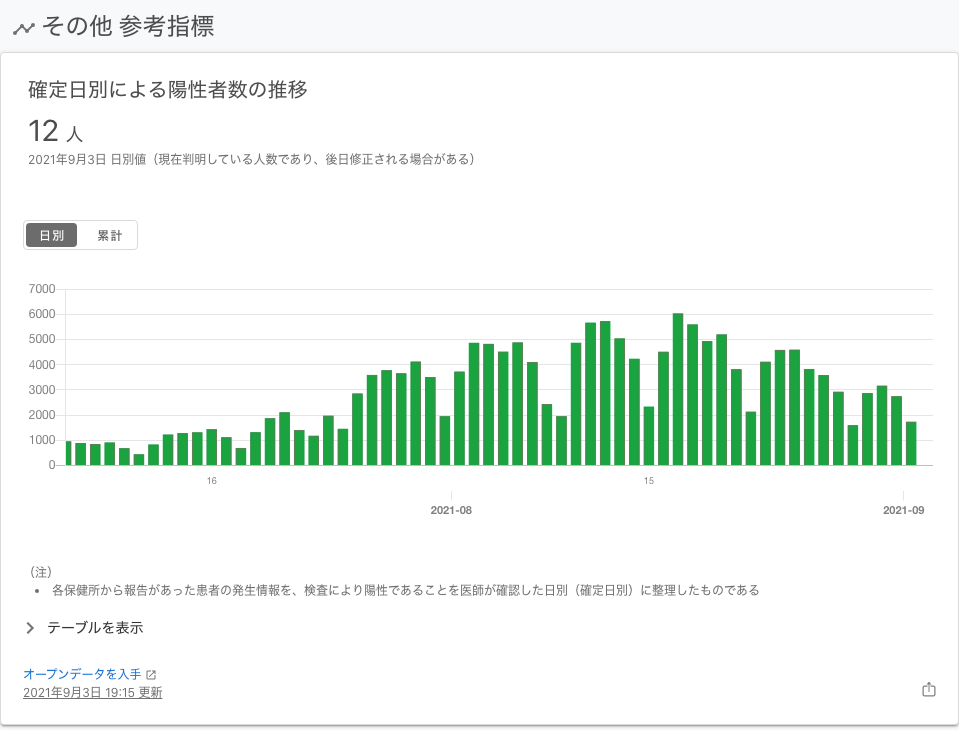 その他 参考指標
確定日別による陽性者数の推移
12 人
2021年9月3日 日別値（現在判明している人数であり、後日修正される場合がある）
日別 累計
7000
6000
5000
4000
3000
2000
1000
0
16 15
2021-08 2021-09
（注）
• 各保健所から報告があった患者の発生情報を、検査により陽性であることを医師が確認した日別（確定日別）に整理したものである
テーブルを表示
オープンデータを入手
2021年9月3日 19:15 更新